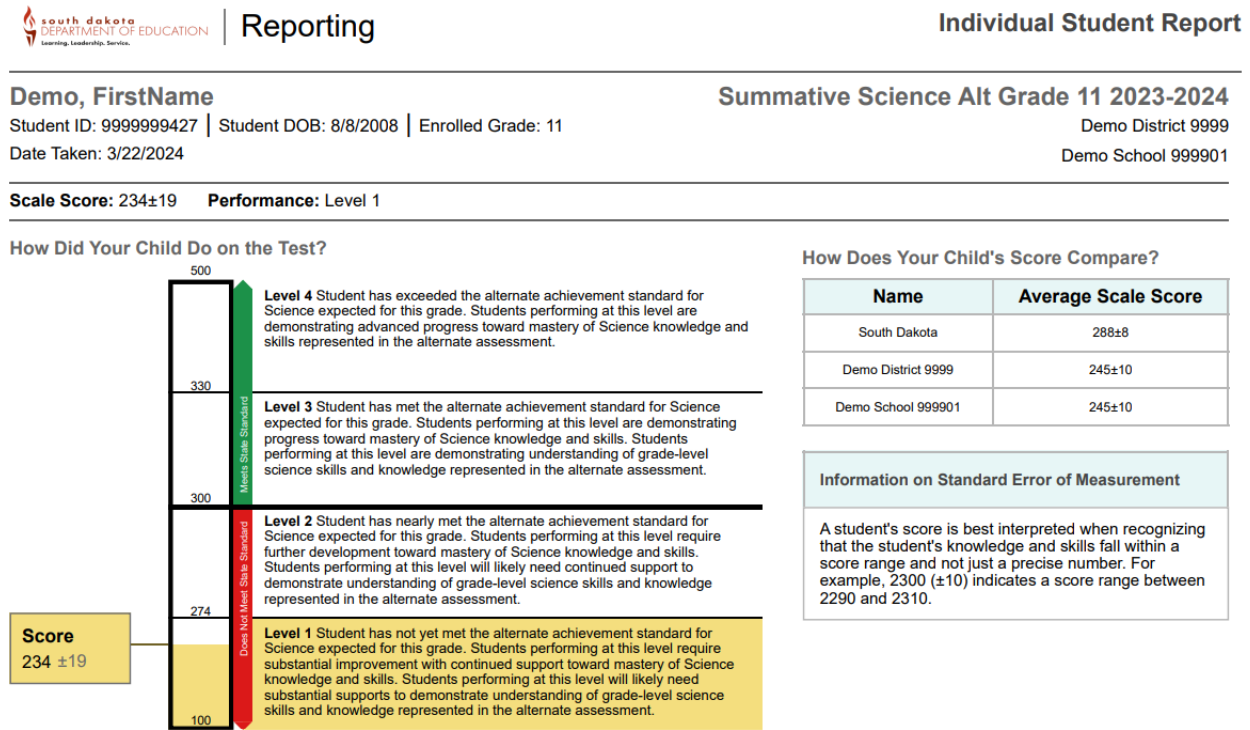 south dakota
DEPARTMENT OF EDUCATION
Learning. Leadership. Service.
Reporting
Individual Student Report
Demo, FirstName
Summative Science Alt Grade 11 2023-2024
Student ID: 9999999427 | Student DOB: 8/8/2008 | Enrolled Grade: 11
Demo District 9999
Date Taken: 3/22/2024
Demo School 999901
Scale Score: 234±19 Performance: Level 1
How Did Your Child Do on the Test?
500
330
300
274
100
Meets State Standard
Does Not Meet State Standard
Score
234 ±19
Level 4 Student has exceeded the alternate achievement standard for
Science expected for this grade. Students performing at this level are
demonstrating advanced progress toward mastery of Science knowledge and
skills represented in the alternate assessment.
Level 3 Student has met the alternate achievement standard for Science
expected for this grade. Students performing at this level are demonstrating
progress toward mastery of Science knowledge and skills. Students
performing at this level are demonstrating understanding of grade-level
science skills and knowledge represented in the alternate assessment.
Level 2 Student has nearly met the alternate achievement standard for
Science expected for this grade. Students performing at this level require
further development toward mastery of Science knowledge and skills.
Students performing at this level will likely need continued support to
demonstrate understanding of grade-level science skills and knowledge
represented in the alternate assessment.
Level 1 Student has not yet met the alternate achievement standard for
Science expected for this grade. Students performing at this level require
substantial improvement with continued support toward mastery of Science
knowledge and skills. Students performing at this level will likely need
substantial supports to demonstrate understanding of grade-level science
skills and knowledge represented in the alternate assessment.
How Does Your Child's Score Compare?
Name Average Scale Score
South Dakota 288±8
Demo District 9999 245±10
Demo School 999901 245±10
Information on Standard Error of Measurement
A student's score is best interpreted when recognizing
that the student's knowledge and skills fall within a
score range and not just a precise number. For
example, 2300 (±10) indicates a score range between
2290 and 2310.